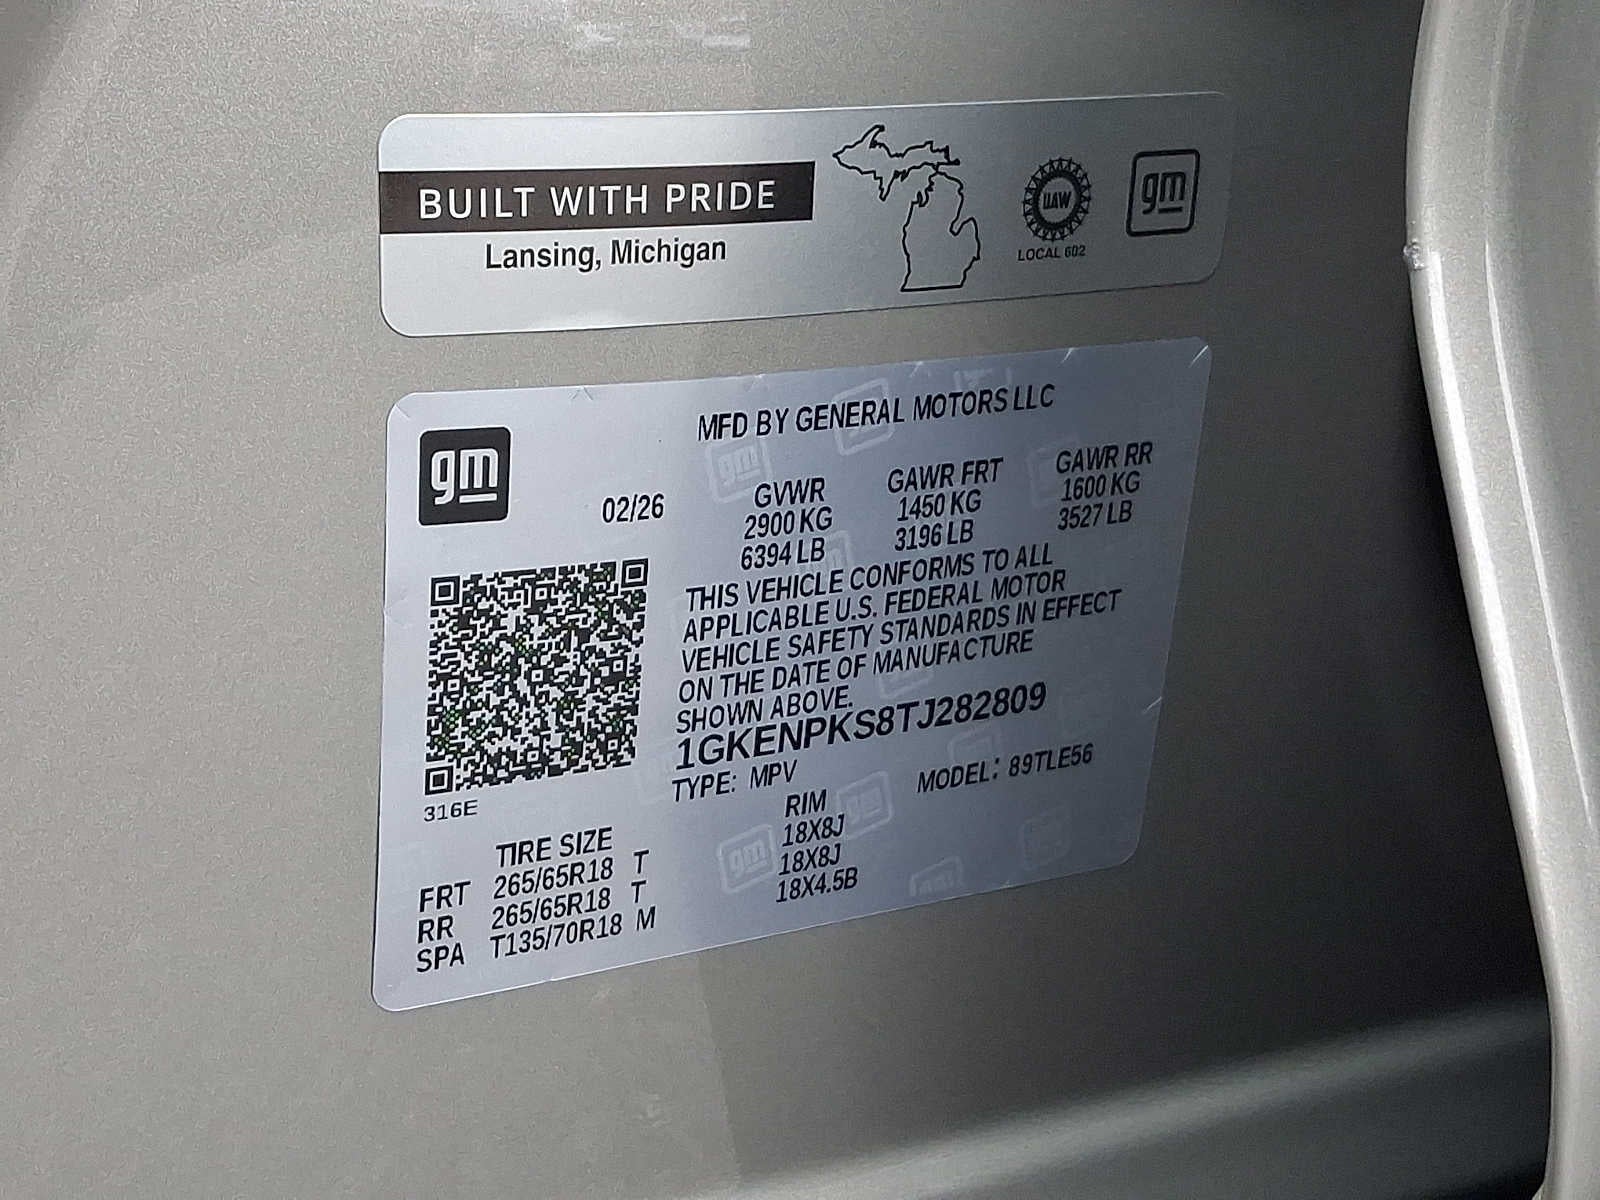 BUILT WITH PRIDE
Lansing, Michigan
UAW
LOCAL 602
gm
gm
MFD BY GENERAL MOTORS LLC
02/26
GVWR GAWR FRT GAWR RR
2900 KG 1450 KG 1600 KG
6394 LB 3196 LB 3527 LB
THIS VEHICLE CONFORMS TO ALL
APPLICABLE U.S. FEDERAL MOTOR
VEHICLE SAFETY STANDARDS IN EFFECT
ON THE DATE OF MANUFACTURE
SHOWN ABOVE.
1GKENPKS8TJ282809
TYPE: MPV MODEL: 89TLE56
316E
TIRE SIZE RIM
FRT 265/65R18 T 18X8J
RR 265/65R18 T 18X8J
SPA T135/70R18 M 18X4.5B